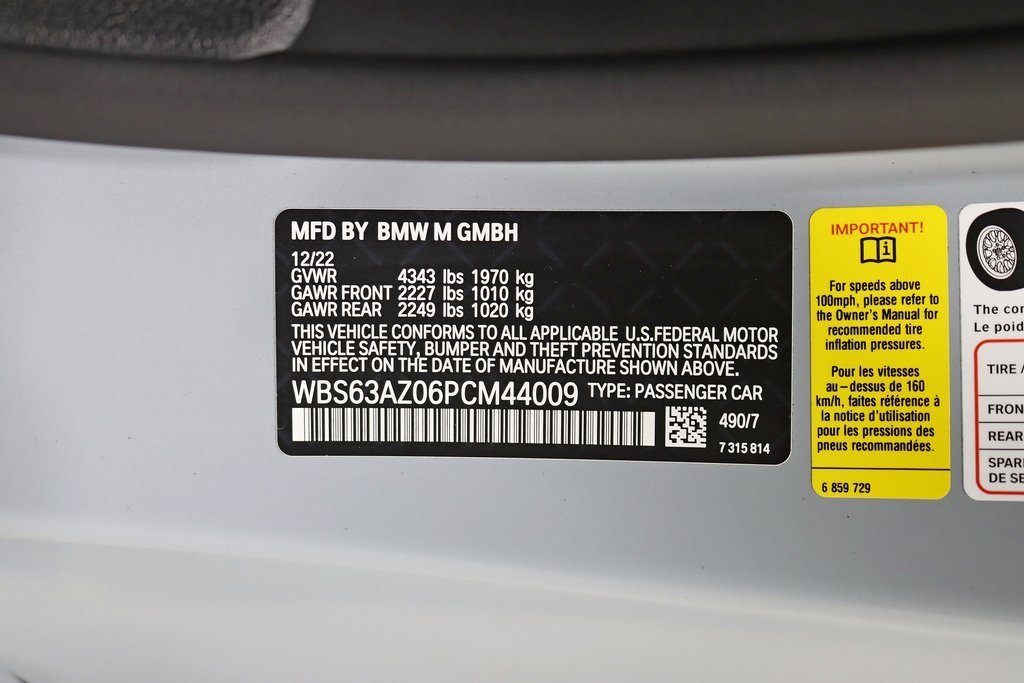 MFD BY BMW M GMBH
12/22
GVWR 4343 lbs 1970 kg
GAWR FRONT 2227 lbs 1010 kg
GAWR REAR 2249 lbs 1020 kg
THIS VEHICLE CONFORMS TO ALL APPLICABLE U.S.FEDERAL MOTOR
VEHICLE SAFETY, BUMPER AND THEFT PREVENTION STANDARDS
IN EFFECT ON THE DATE OF MANUFACTURE SHOWN ABOVE.
WBS63AZ06PCM44009 TYPE: PASSENGER CAR
490/7
7 315 814
IMPORTANT!
i
For speeds above
100mph, please refer to
the Owner's Manual for
recommended tire
inflation pressures.
Pour les vitesses
au-dessus de 160
km/h, faites référence à
la notice d'utilisation
pour les pressions des
pneus recommandées.
6 859 729
The co
Le poid
TIRE /
FRON
REAR
SPAR
DE SE